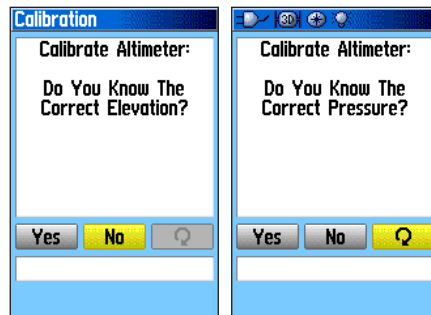 Calibration
Calibrate Altimeter:
Do You Know The
Correct Elevation?
Yes
No
3D
Calibrate Altimeter:
Do You Know The
Correct Pressure?
Yes
No